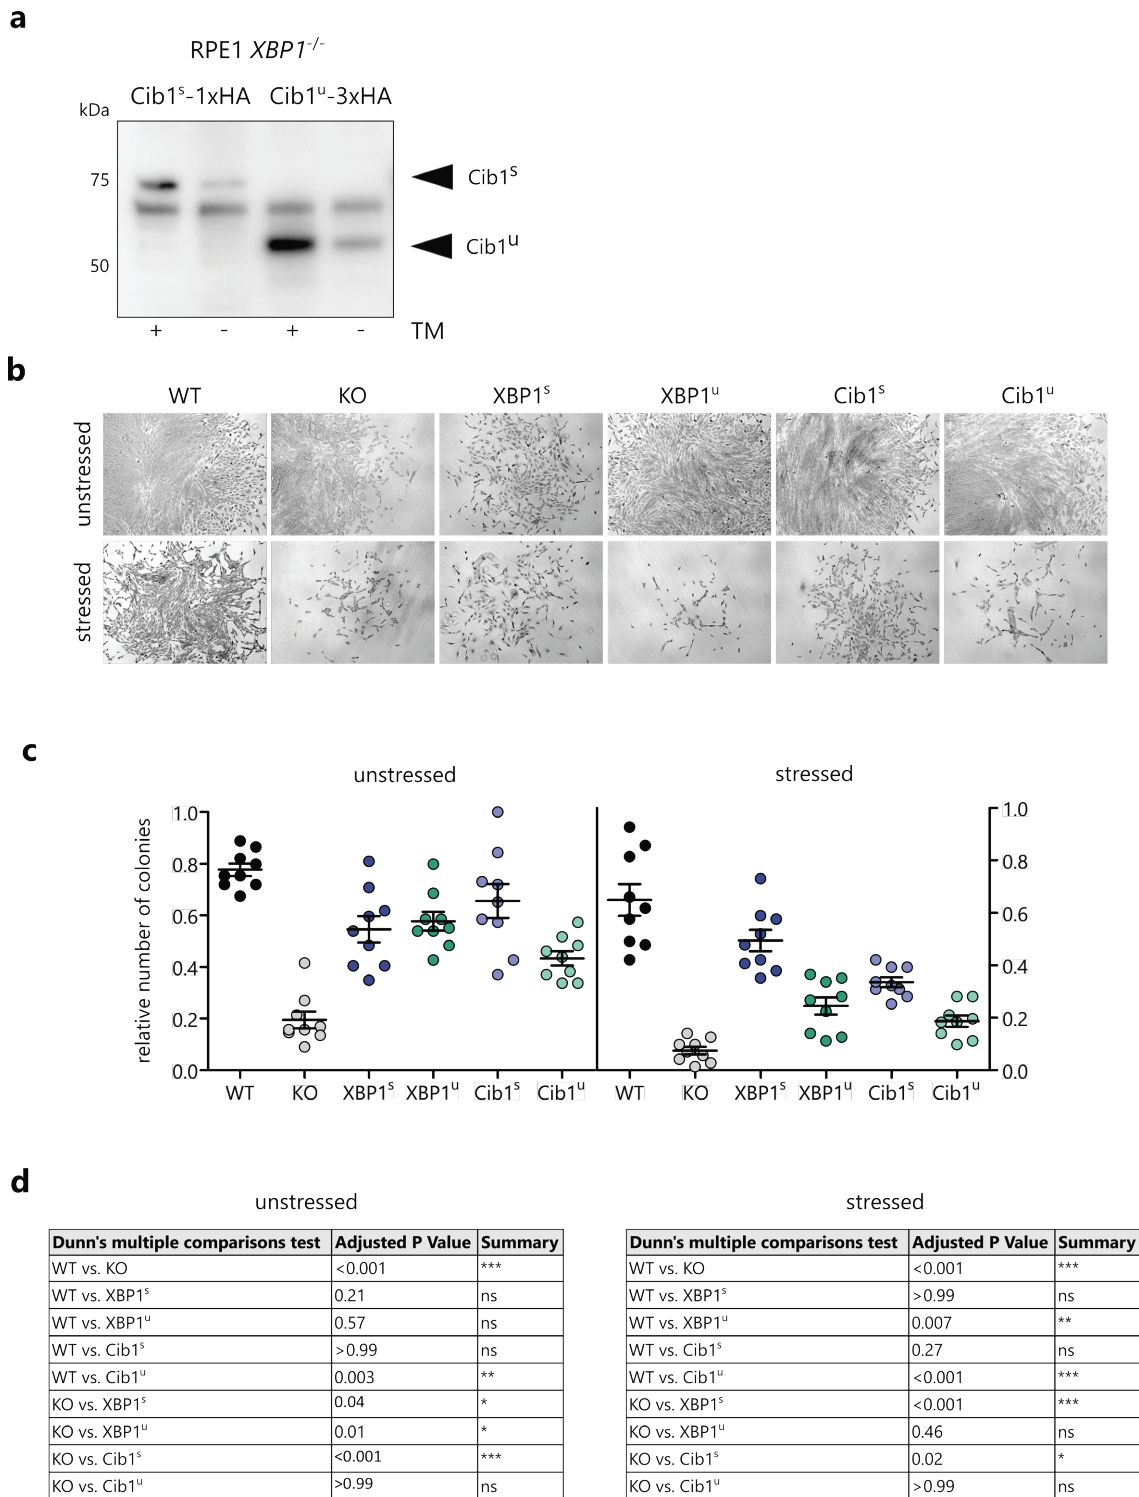 a
RPE1 XBP1-/-
Cib1s-1xHA Cib1u-3xHA
kDa
75
Cib1s
Cib1u
50
+ - + - TM
b
WT KO XBP1s XBP1u Cib1s Cib1u
unstressed
stressed
c
unstressed stressed
relative number of colonies
1.0 1.0
0.8 0.8
0.6 0.6
0.4 0.4
0.2 0.2
0.0 0.0
WT KO XBP1s XBP1u Cib1s Cib1u WT KO XBP1s XBP1u Cib1s Cib1u
d
unstressed
Dunn's multiple comparisons test Adjusted P Value Summary
WT vs. KO <0.001 ***
WT vs. XBP1s 0.21 ns
WT vs. XBP1u 0.57 ns
WT vs. Cib1s >0.99 ns
WT vs. Cib1u 0.003 **
KO vs. XBP1s 0.04 *
KO vs. XBP1u 0.01 *
KO vs. Cib1s <0.001 ***
KO vs. Cib1u >0.99 ns
stressed
Dunn's multiple comparisons test Adjusted P Value Summary
WT vs. KO <0.001 ***
WT vs. XBP1s >0.99 ns
WT vs. XBP1u 0.007 **
WT vs. Cib1s 0.27 ns
WT vs. Cib1u <0.001 ***
KO vs. XBP1s <0.001 ***
KO vs. XBP1u 0.46 ns
KO vs. Cib1s 0.02 *
KO vs. Cib1u >0.99 ns